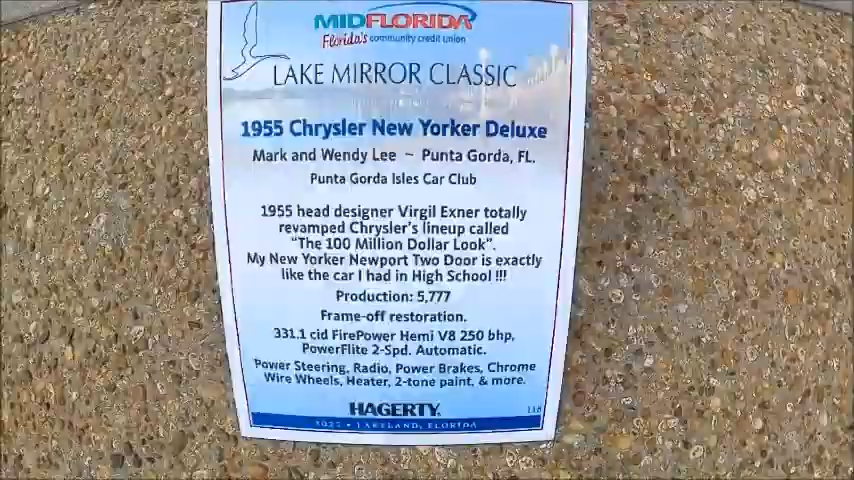 MIDFLORIDA
Florida's community credit union
LAKE MIRROR CLASSIC
1955 Chrysler New Yorker Deluxe
Mark and Wendy Lee ~ Punta Gorda, FL.
Punta Gorda Isles Car Club
1955 head designer Virgil Exner totally
revamped Chrysler's lineup called
"The 100 Million Dollar Look".
My New Yorker Newport Two Door is exactly
like the car I had in High School !!!
Production: 5,777
Frame-off restoration.
331.1 cid FirePower Hemi V8 250 bhp,
PowerFlite 2-Spd. Automatic.
Power Steering, Radio, Power Brakes, Chrome
Wire Wheels, Heater, 2-tone paint, & more.
HAGERTY
• LAKELAND, FLORIDA